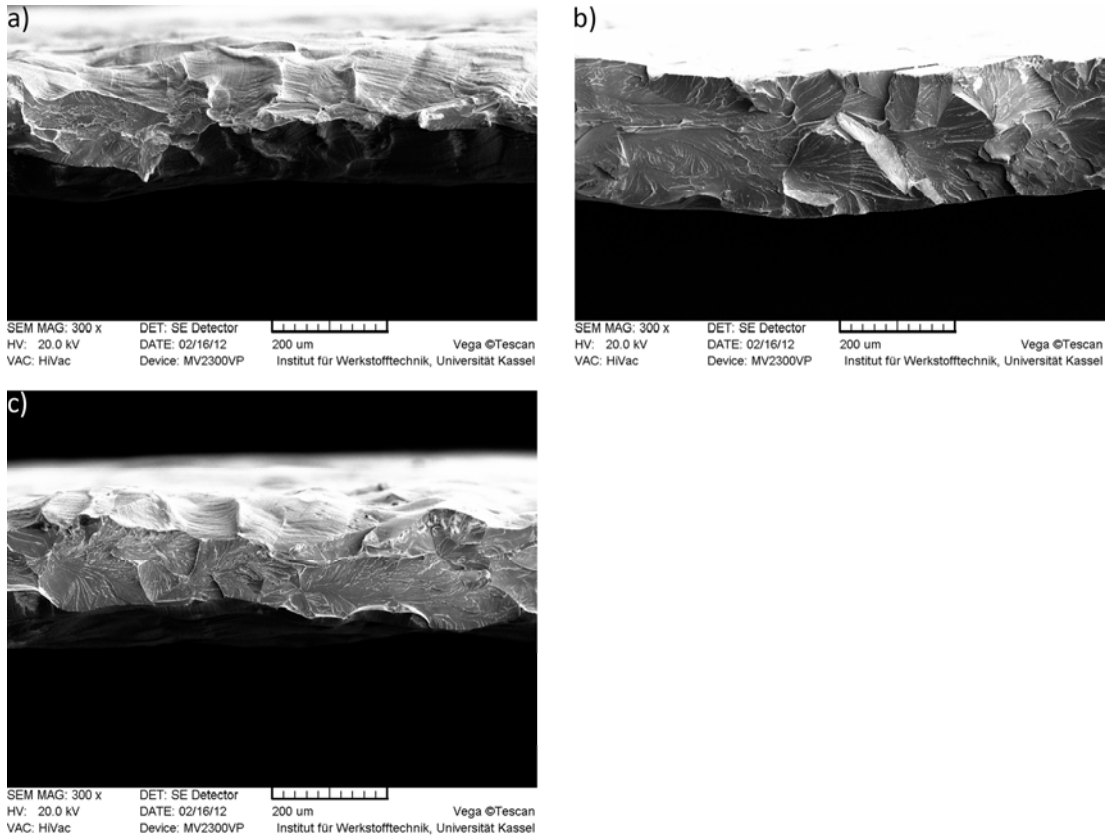 a)
SEM MAG: 300 x DET: SE Detector
200 um Vega ©Tescan
HV: 20.0 kV DATE: 02/16/12
VAC: HiVac Device: MV2300VP Institut für Werkstofftechnik, Universität Kassel
b)
SEM MAG: 300 x DET: SE Detector
200 um Vega ©Tescan
HV: 20.0 kV DATE: 02/16/12
VAC: HiVac Device: MV2300VP Institut für Werkstofftechnik, Universität Kassel
c)
SEM MAG: 300 x DET: SE Detector
200 um Vega ©Tescan
HV: 20.0 kV DATE: 02/16/12
VAC: HiVac Device: MV2300VP Institut für Werkstofftechnik, Universität Kassel